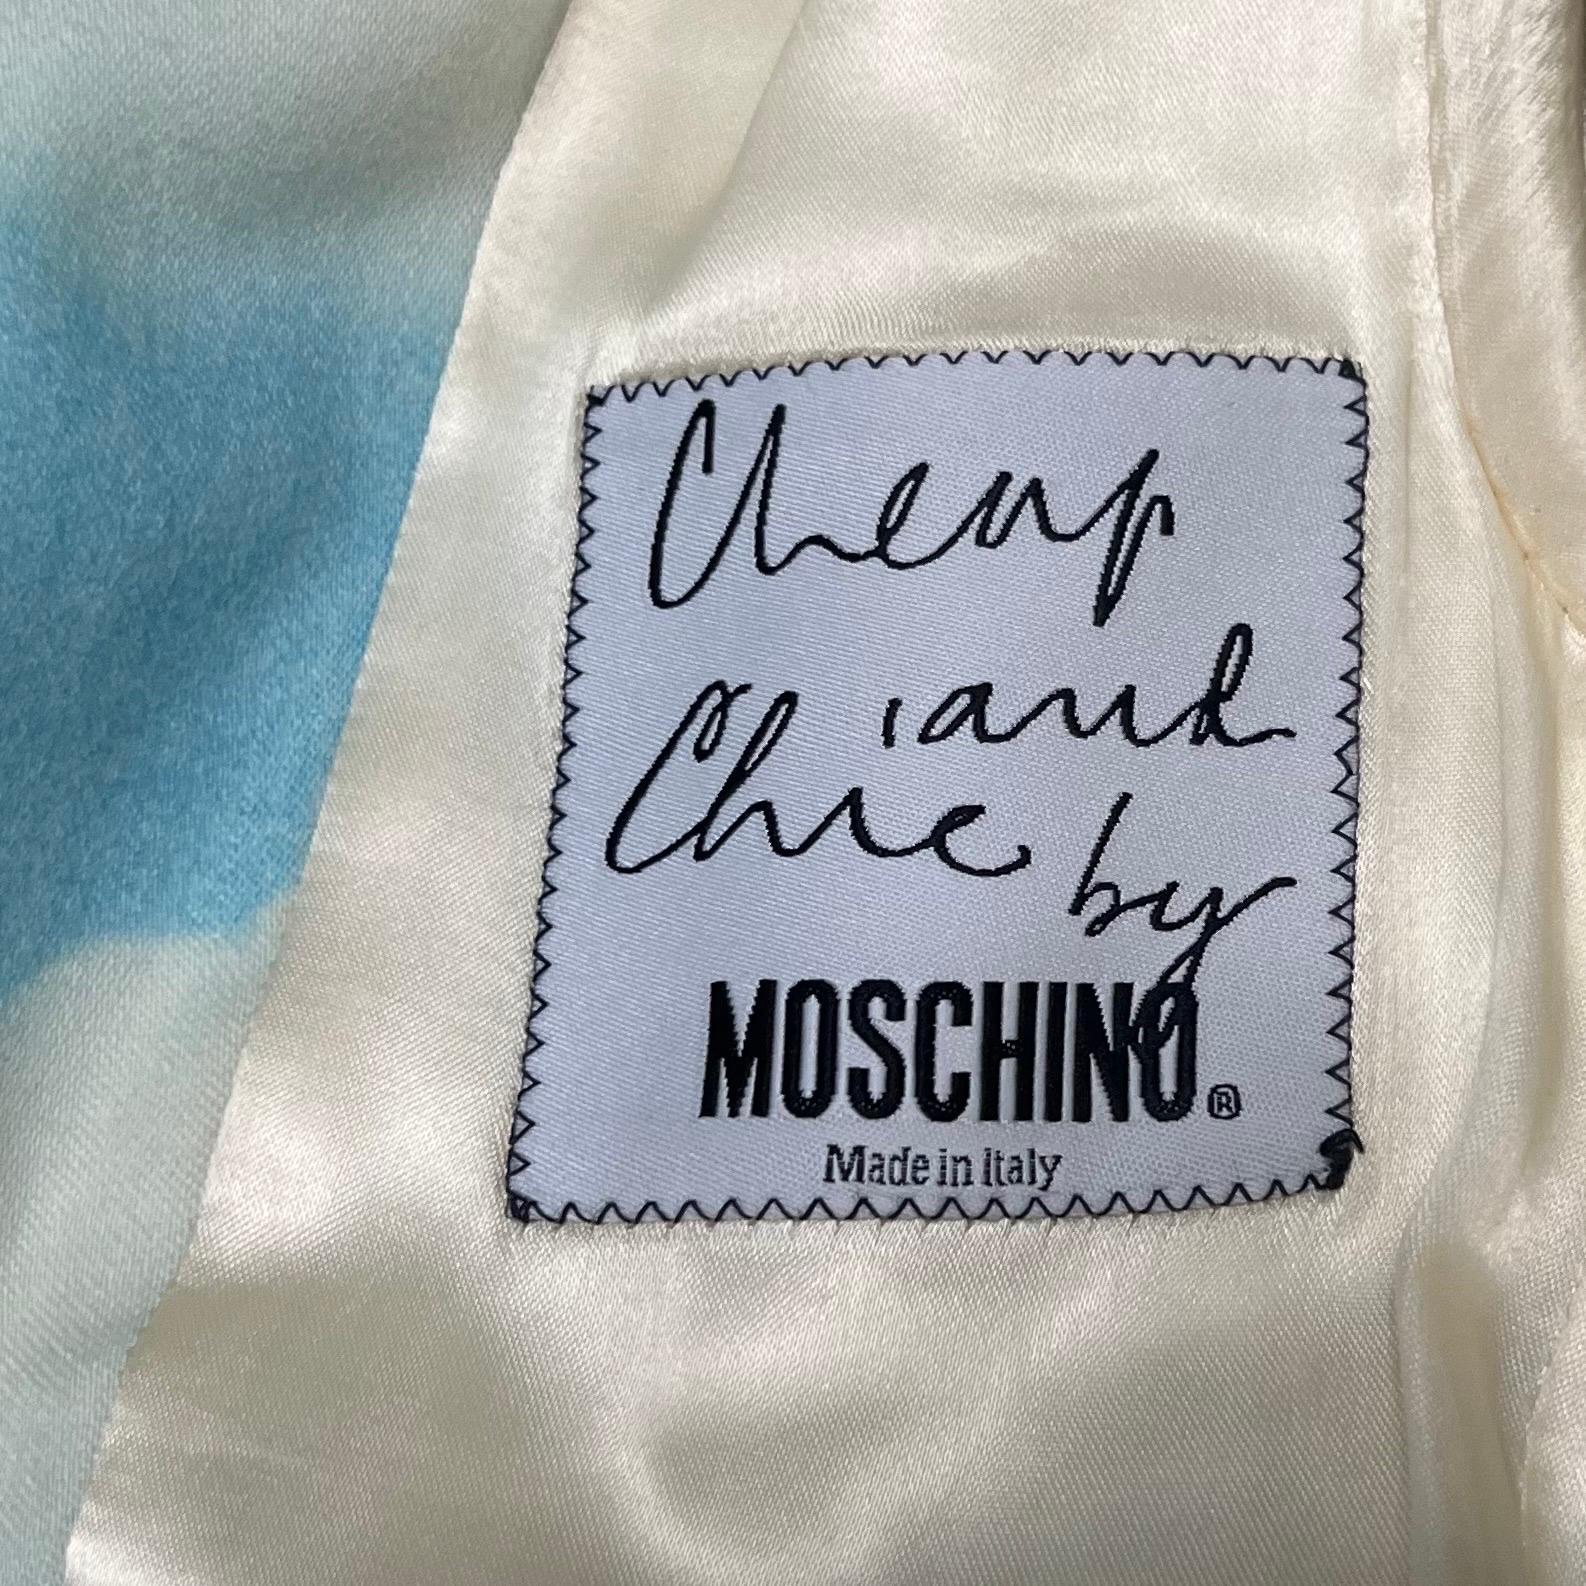 Cheap
and
Chic by
MOSCHINO®
Made in Italy